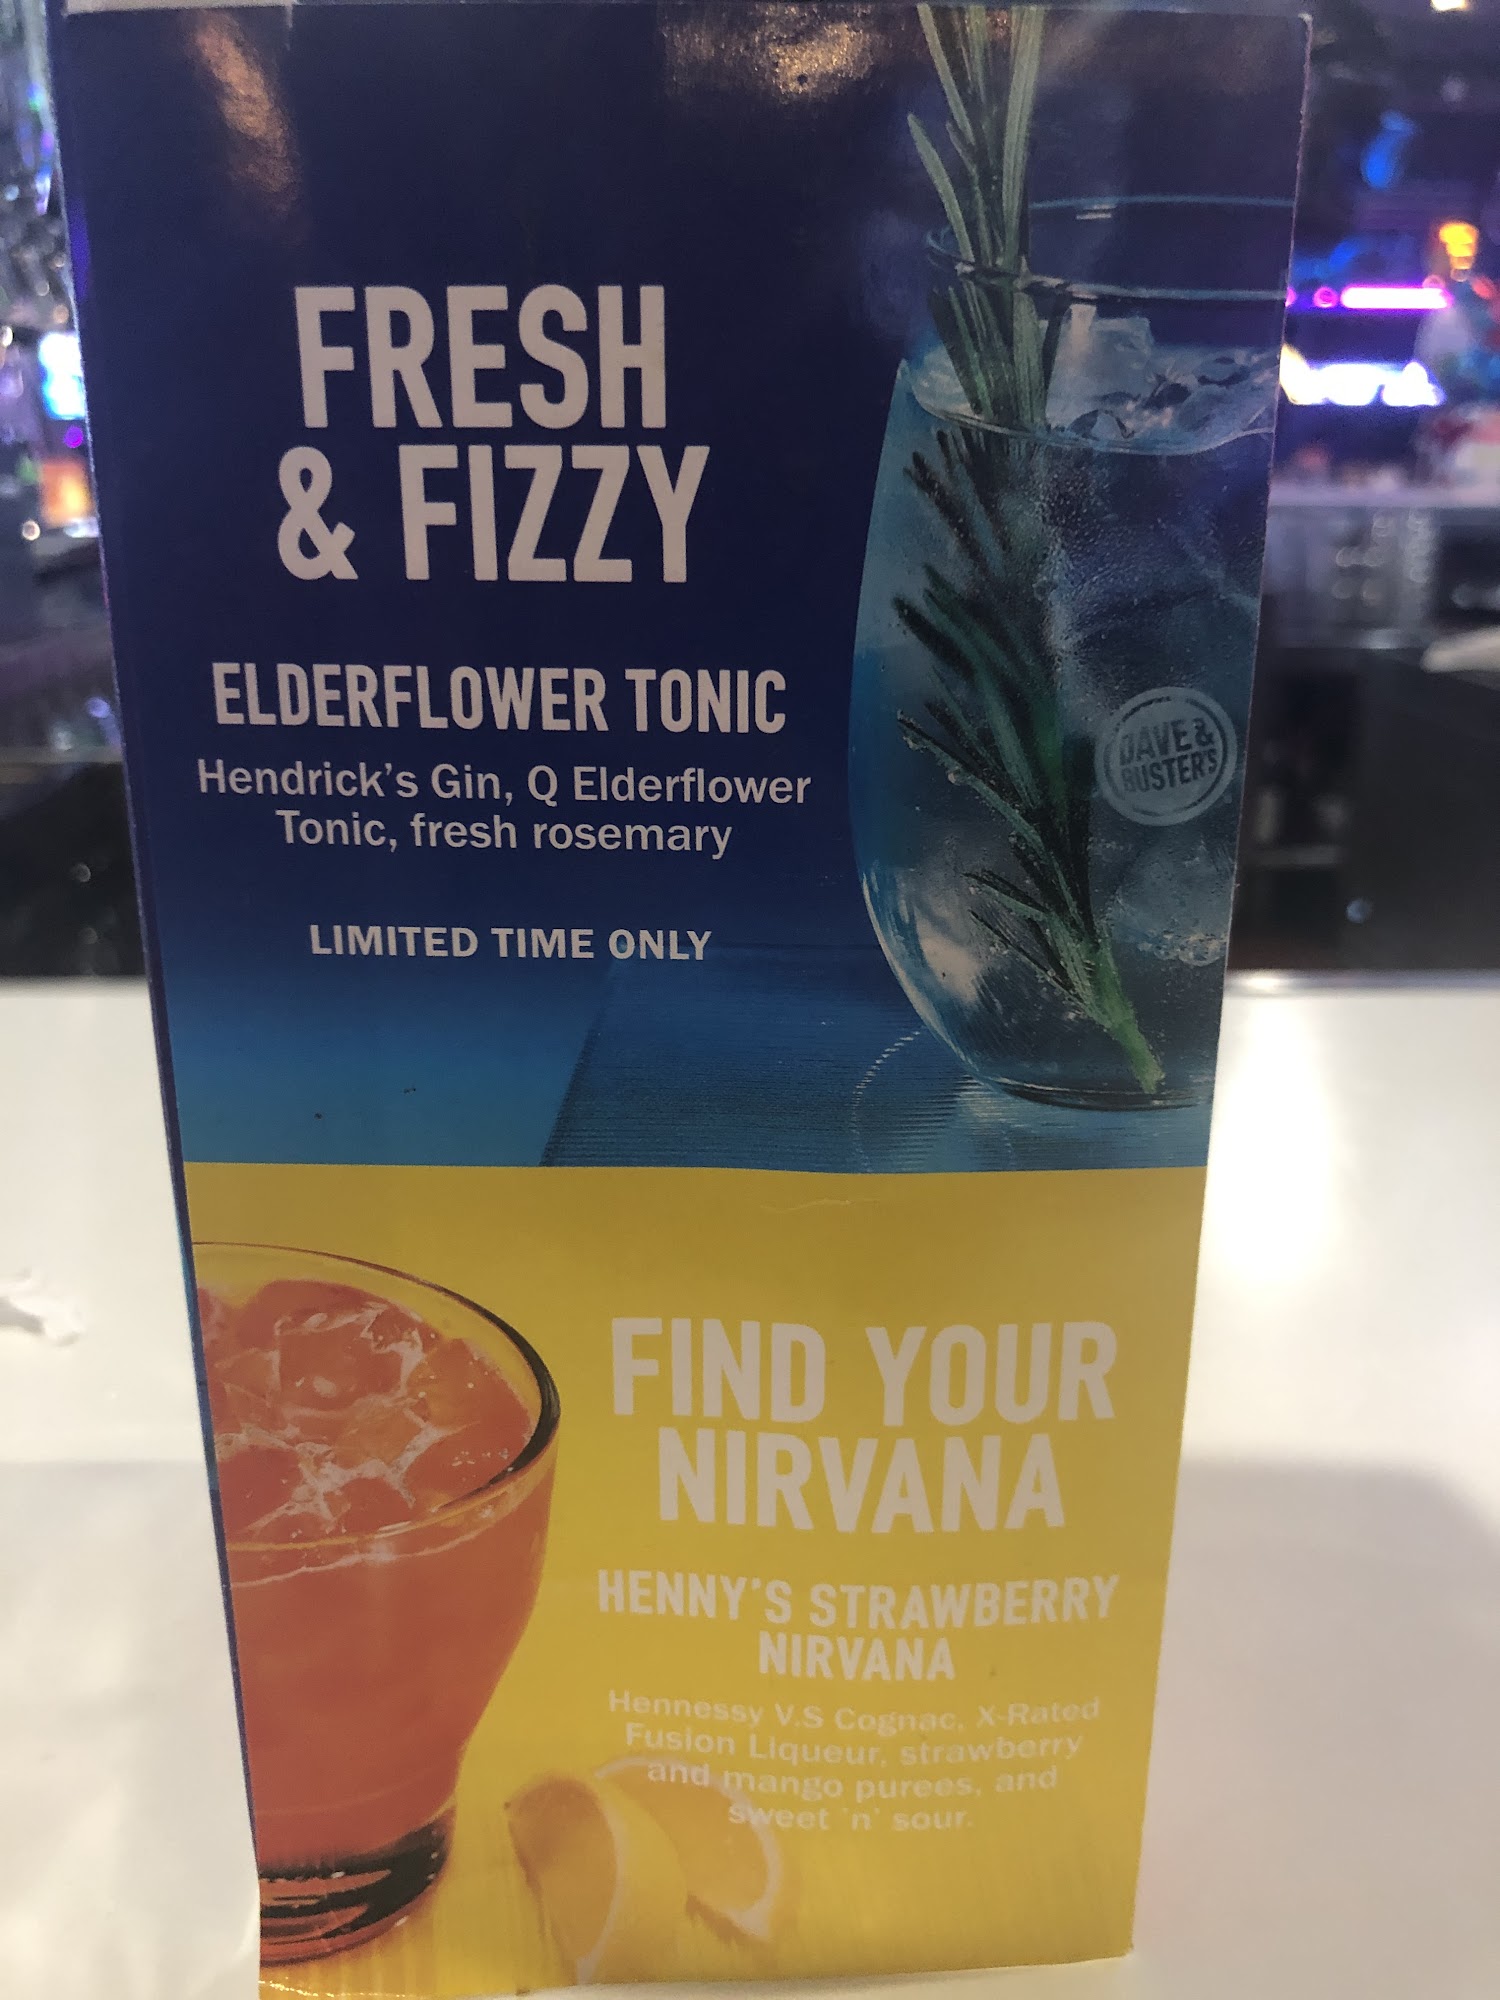 FRESH
& FIZZY
ELDERFLOWER TONIC
Hendrick's Gin, Q Elderflower
Tonic, fresh rosemary
LIMITED TIME ONLY
DAVE &
BUSTER'S
FIND YOUR
NIRVANA
HENNY'S STRAWBERRY
NIRVANA
Hennessy V.S Cognac, X-Rated
Fusion Liqueur, strawberry
and mango purees, and
sweet 'n' sour.